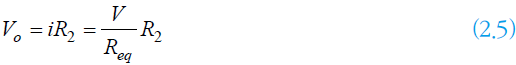 V_o = iR_2 = \frac{V}{R_{eq}} R_2 (2.5)